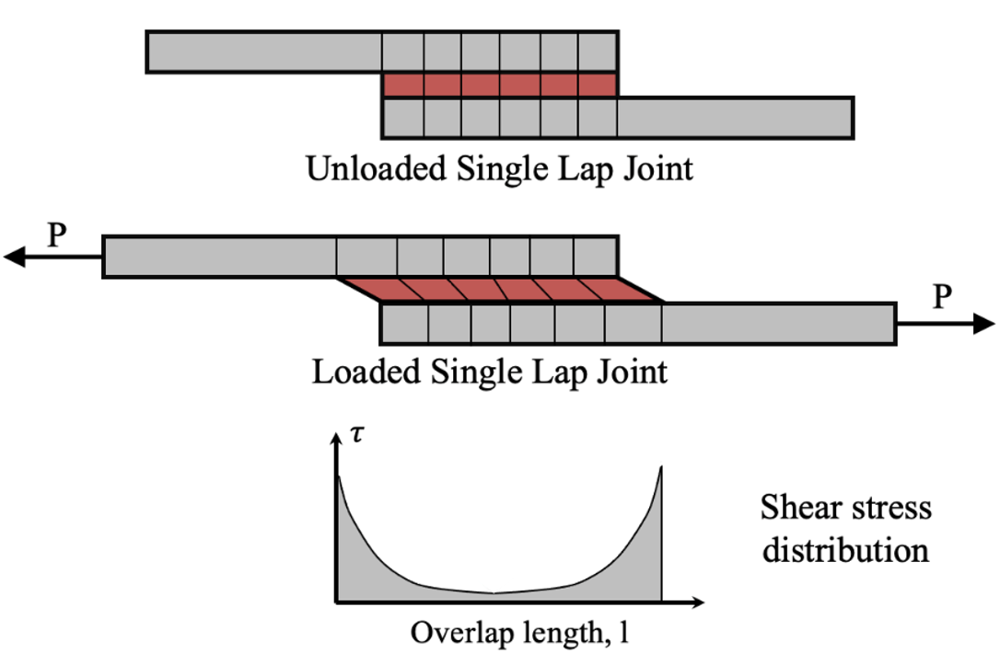 Unloaded Single Lap Joint
P
P
Loaded Single Lap Joint
τ
Shear stress
distribution
Overlap length, l